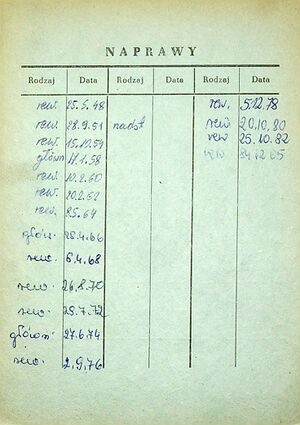 NAPRAWY
Rodzaj Data Rodzaj Data Rodzaj Data
rew. 25.5.48 rew. 5.12.78
rew. 28.9.51 nadst rew 20.10.80
rew. 15.10.54 rew 25.10.82
główn 11.1.58 rew
rew. 10.2.60
rew. 20.2.62
rew. 25.64
główn. 28.4.66
rew. 6.4.68
rew. 26.8.70
rew. 25.7.72
główn. 27.6.74
rew. 2.9.76